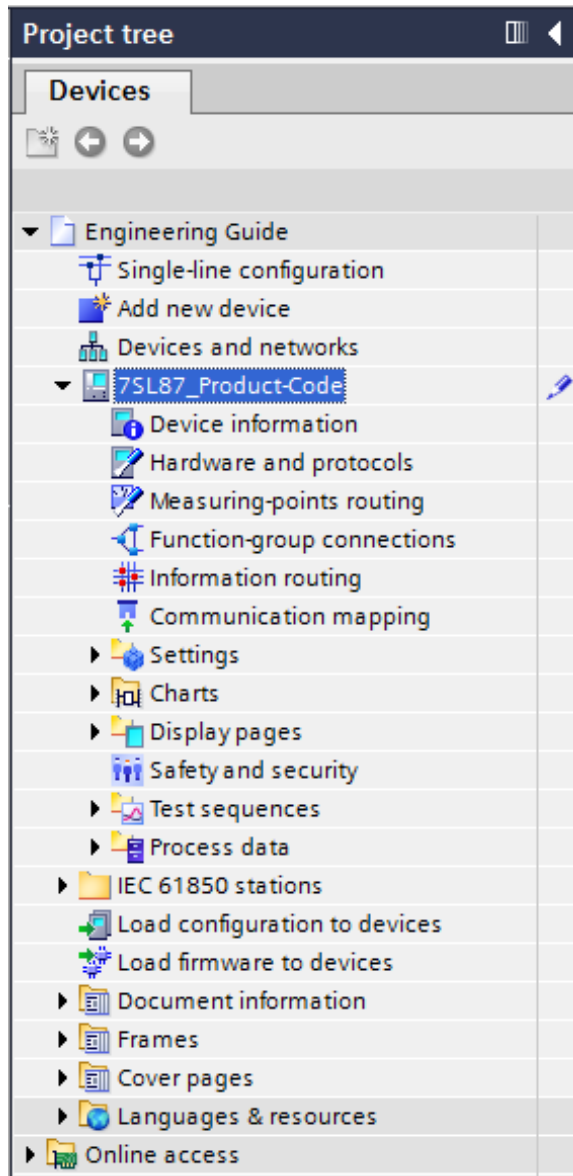 Project tree
Devices
Engineering Guide
Single-line configuration
Add new device
Devices and networks
7SL87_Product-Code
Device information
Hardware and protocols
Measuring-points routing
Function-group connections
Information routing
Communication mapping
Settings
Charts
Display pages
Safety and security
Test sequences
Process data
IEC 61850 stations
Load configuration to devices
Load firmware to devices
Document information
Frames
Cover pages
Languages & resources
Online access